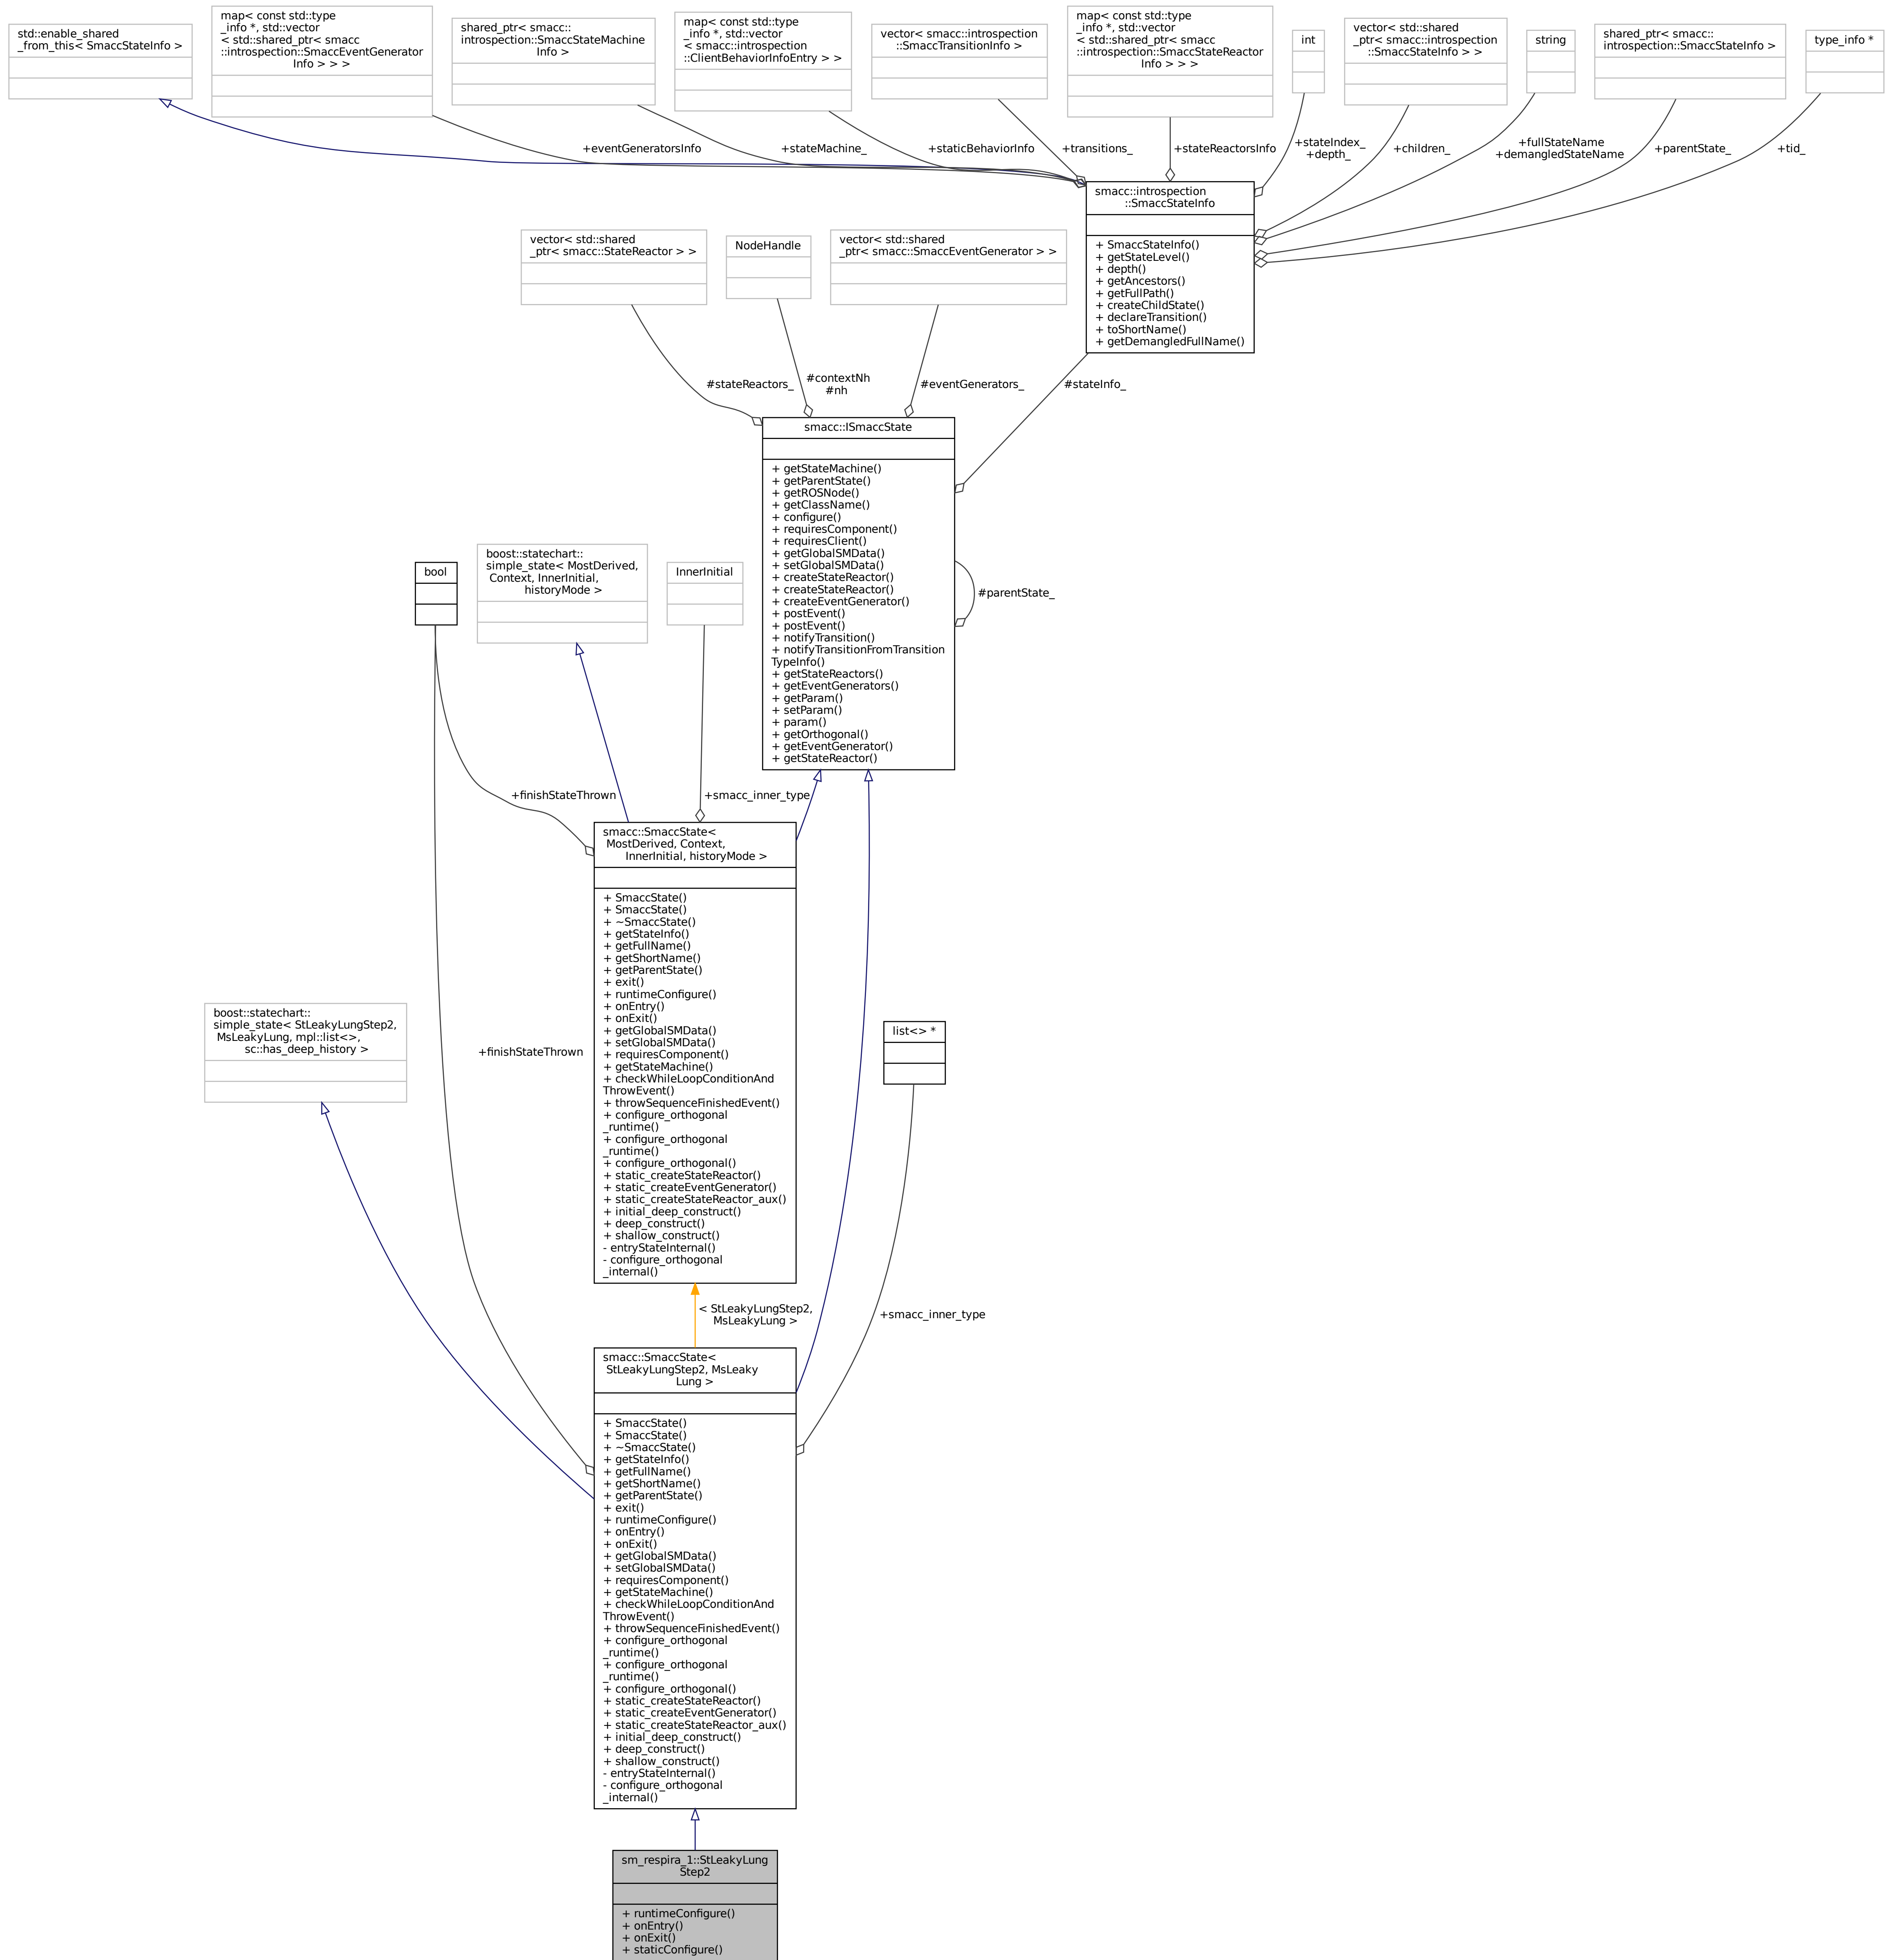 std::enable_shared
_from_this< SmaccStateInfo >
map< const std::type
_info *, std::vector
< std::shared_ptr< smacc
::introspection::SmaccEventGenerator
Info > > >
shared_ptr< smacc::
introspection::SmaccStateMachine
Info >
map< const std::type
_info *, std::vector
< smacc::introspection
::ClientBehaviorInfoEntry > >
vector< smacc::introspection
::SmaccTransitionInfo >
map< const std::type
_info *, std::vector
< std::shared_ptr< smacc
::introspection::SmaccStateReactor
Info > > >
int
vector< std::shared
_ptr< smacc::introspection
::SmaccStateInfo > >
string
shared_ptr< smacc::
introspection::SmaccStateInfo >
type_info *
+eventGeneratorsInfo
+stateMachine_
+staticBehaviorInfo
+transitions_
+stateReactorsInfo
+stateIndex_
+depth_
+children_
+fullStateName
+demangledStateName
+parentState_
+tid_
smacc::introspection
::SmaccStateInfo
+ SmaccStateInfo()
+ getStateLevel()
+ depth()
+ getAncestors()
+ getFullPath()
+ createChildState()
+ declareTransition()
+ toShortName()
+ getDemangledFullName()
vector< std::shared
_ptr< smacc::StateReactor > >
NodeHandle
vector< std::shared
_ptr< smacc::SmaccEventGenerator > >
#stateReactors_
#contextNh
#nh
#eventGenerators_
#stateInfo_
smacc::ISmaccState
+ getStateMachine()
+ getParentState()
+ getROSNode()
+ getClassName()
+ configure()
+ requiresComponent()
+ requiresClient()
+ getGlobalSMData()
+ setGlobalSMData()
+ createStateReactor()
+ createStateReactor()
+ createEventGenerator()
+ postEvent()
+ postEvent()
+ notifyTransition()
+ notifyTransitionFromTransition
TypeInfo()
+ getStateReactors()
+ getEventGenerators()
+ getParam()
+ setParam()
+ param()
+ getOrthogonal()
+ getEventGenerator()
+ getStateReactor()
#parentState_
bool
boost::statechart::
simple_state< MostDerived,
Context, InnerInitial,
historyMode >
InnerInitial
+finishStateThrown
+smacc_inner_type
smacc::SmaccState<
MostDerived, Context,
InnerInitial, historyMode >
+ SmaccState()
+ SmaccState()
+ ~SmaccState()
+ getStateInfo()
+ getFullName()
+ getShortName()
+ getParentState()
+ exit()
+ runtimeConfigure()
+ onEntry()
+ onExit()
+ getGlobalSMData()
+ setGlobalSMData()
+ requiresComponent()
+ getStateMachine()
+ checkWhileLoopConditionAnd
ThrowEvent()
+ throwSequenceFinishedEvent()
+ configure_orthogonal
_runtime()
+ configure_orthogonal
_runtime()
+ configure_orthogonal()
+ static_createStateReactor()
+ static_createEventGenerator()
+ static_createStateReactor_aux()
+ initial_deep_construct()
+ deep_construct()
+ shallow_construct()
- entryStateInternal()
- configure_orthogonal
_internal()
boost::statechart::
simple_state< StLeakyLungStep2,
MsLeakyLung, mpl::list<>,
sc::has_deep_history >
+finishStateThrown
list<> *
< StLeakyLungStep2,
MsLeakyLung >
+smacc_inner_type
smacc::SmaccState<
StLeakyLungStep2, MsLeaky
Lung >
+ SmaccState()
+ SmaccState()
+ ~SmaccState()
+ getStateInfo()
+ getFullName()
+ getShortName()
+ getParentState()
+ exit()
+ runtimeConfigure()
+ onEntry()
+ onExit()
+ getGlobalSMData()
+ setGlobalSMData()
+ requiresComponent()
+ getStateMachine()
+ checkWhileLoopConditionAnd
ThrowEvent()
+ throwSequenceFinishedEvent()
+ configure_orthogonal
_runtime()
+ configure_orthogonal
_runtime()
+ configure_orthogonal()
+ static_createStateReactor()
+ static_createEventGenerator()
+ static_createStateReactor_aux()
+ initial_deep_construct()
+ deep_construct()
+ shallow_construct()
- entryStateInternal()
- configure_orthogonal
_internal()
sm_respira_1::StLeakyLung
Step2
+ runtimeConfigure()
+ onEntry()
+ onExit()
+ staticConfigure()